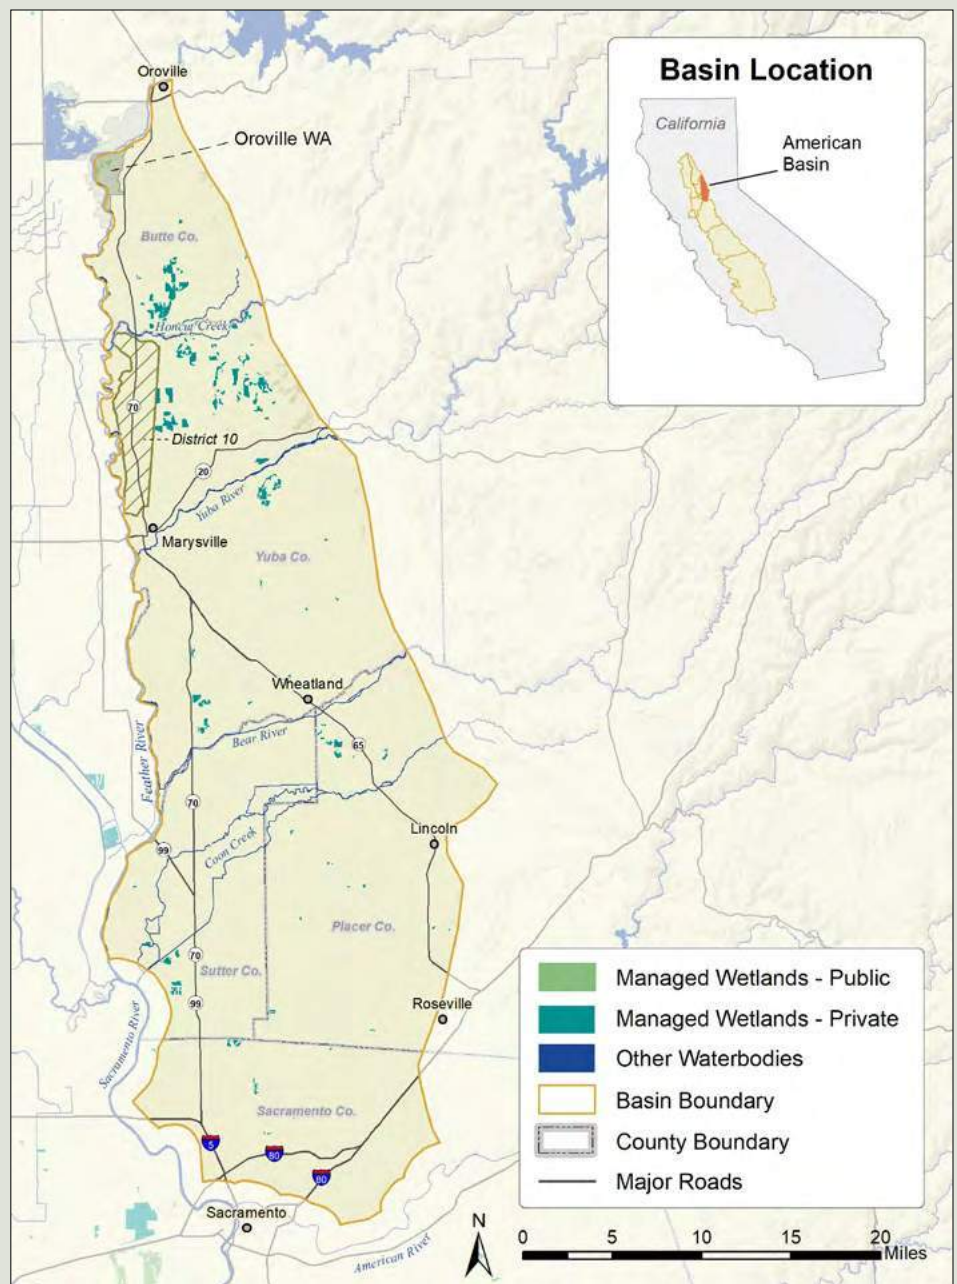 Oroville
Oroville WA
Butte Co.
Honcut Creek
70
District 10
20
Yuba River
Marysville
Yuba Co.
Wheatland
Feather River
Bear River
65
70
Lincoln
99
Coon Creek
Placer Co.
70
Sutter Co.
99
Roseville
Sacramento River
Sacramento Co.
5
80
80
Sacramento
American River
Basin Location
California
American
Basin
Managed Wetlands - Public
Managed Wetlands - Private
Other Waterbodies
Basin Boundary
County Boundary
Major Roads
N
0 5 10 15 20
Miles